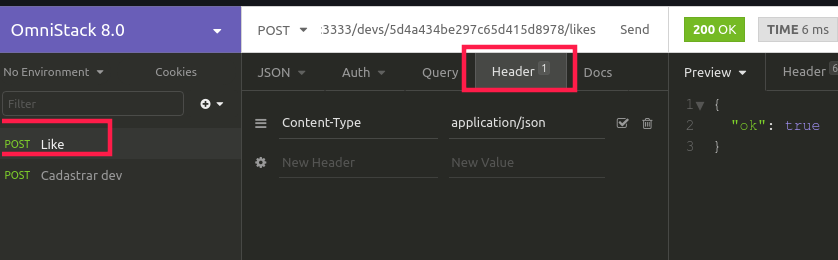 OmniStack 8.0
POST :3333/devs/5d4a434be297c65d415d8978/likes Send
200 OK TIME 6 ms
No Environment Cookies
JSON Auth Query Header 1 Docs
Preview Header 6
Filter
POST Like
POST Cadastrar dev
Content-Type application/json
New Header New Value
1 {
2 "ok": true
3 }